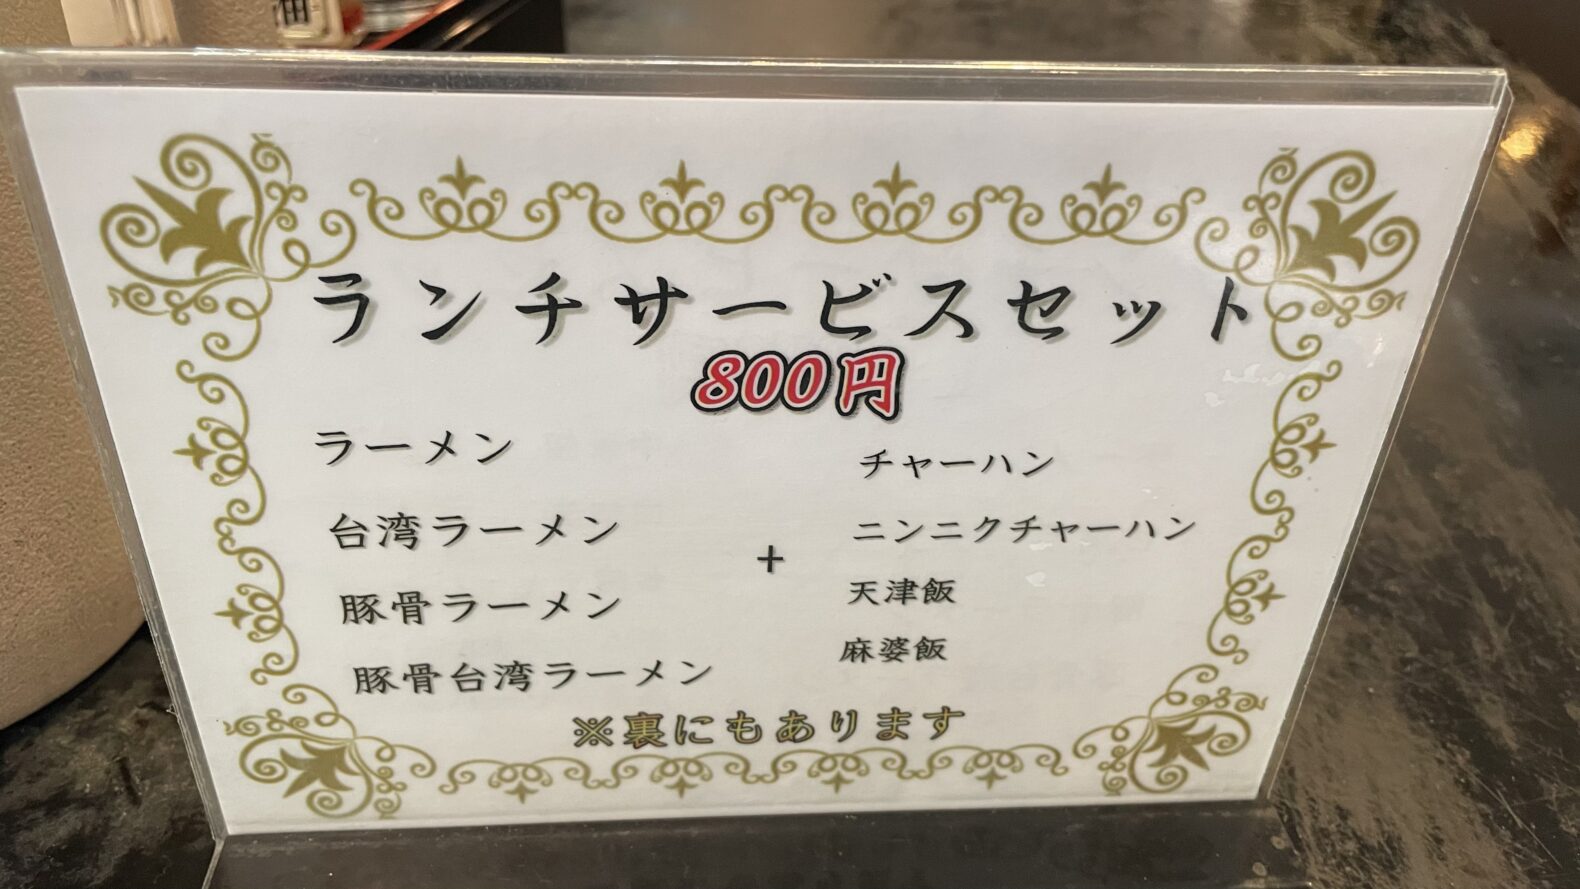 ランチサービスセット
800円
ラーメン
台湾ラーメン
豚骨ラーメン
豚骨台湾ラーメン
+
チャーハン
ニンニクチャーハン
天津飯
麻婆飯
※裏にもあります